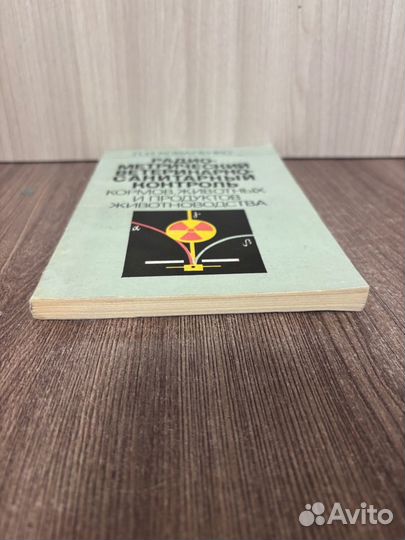 РАДИО-
МЕТРИЧЕСКИЙ
ВЕТЕРИНАРНО-
САНИТАРНЫЙ
КОНТРОЛЬ
КОРМОВ, ЖИВОТНЫХ
И ПРОДУКТОВ
ЖИВОТНОВОДСТВА
γ
α β
Avito